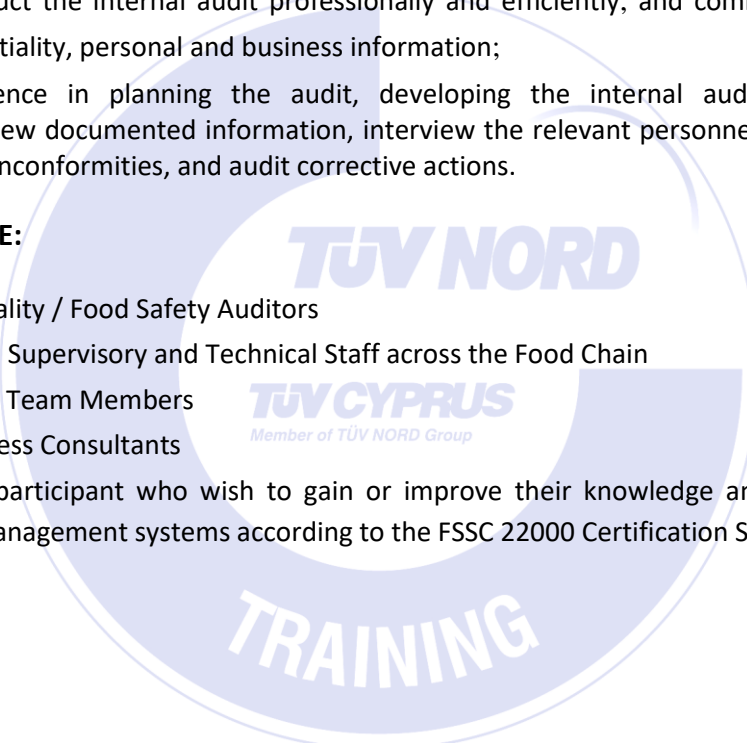 uct the internal audit professionally and efficiently, and com
tiality, personal and business information;
ence in planning the audit, developing the internal aud
ew documented information, interview the relevant personne
nconformities, and audit corrective actions.
E:
TÜV NORD
ality / Food Safety Auditors
Supervisory and Technical Staff across the Food Chain
Team Members
TÜV CYPRUS
Member of TÜV NORD Group
ess Consultants
participant who wish to gain or improve their knowledge an
anagement systems according to the FSSC 22000 Certification S
TRAINING